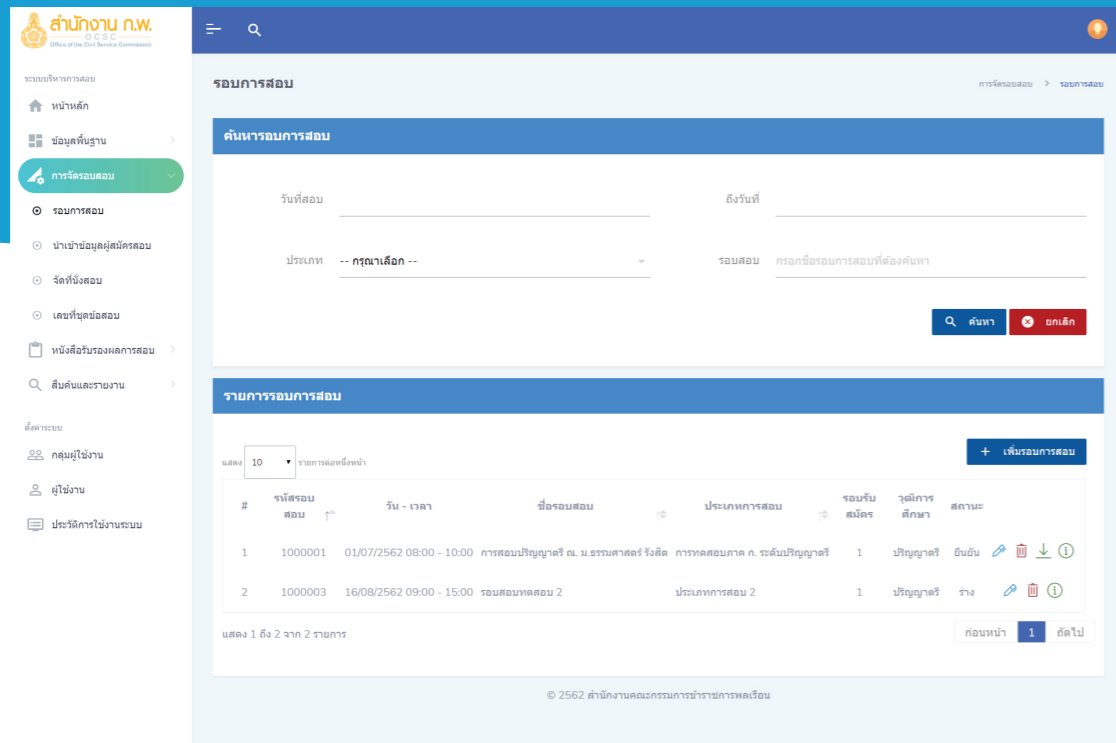 สำนักงาน ก.พ.
OCSC
Office of the Civil Service Commission
ระบบบริหารการสอบ
หน้าหลัก
ข้อมูลพื้นฐาน
การจัดรอบสอบ
รอบการสอบ
นำเข้าข้อมูลผู้สมัครสอบ
จัดที่นั่งสอบ
เลขที่ชุดข้อสอบ
หนังสือรับรองผลการสอบ
สืบค้นและรายงาน
ตั้งค่าระบบ
กลุ่มผู้ใช้งาน
ผู้ใช้งาน
ประวัติการใช้งานระบบ
รอบการสอบ
การจัดรอบสอบ > รอบการสอบ
ค้นหารอบการสอบ
วันที่สอบ ถึงวันที่
ประเภท -- กรุณาเลือก -- รอบสอบ กรอกชื่อรอบการสอบที่ต้องค้นหา
ค้นหา ยกเลิก
รายการรอบการสอบ
แสดง 10 รายการต่อหนึ่งหน้า + เพิ่มรอบการสอบ
# รหัสรอบสอบ วัน - เวลา ชื่อรอบสอบ ประเภทการสอบ รอบรับสมัคร วุฒิการศึกษา สถานะ
1 1000001 01/07/2562 08:00 - 10:00 การสอบปริญญาตรี ณ. ม.ธรรมศาสตร์ รังสิต การทดสอบภาค ก. ระดับปริญญาตรี 1 ปริญญาตรี ยืนยัน
2 1000003 16/08/2562 09:00 - 15:00 รอบสอบทดสอบ 2 ประเภทการสอบ 2 1 ปริญญาตรี ร่าง
แสดง 1 ถึง 2 จาก 2 รายการ
ก่อนหน้า 1 ถัดไป
© 2562 สำนักงานคณะกรรมการข้าราชการพลเรือน